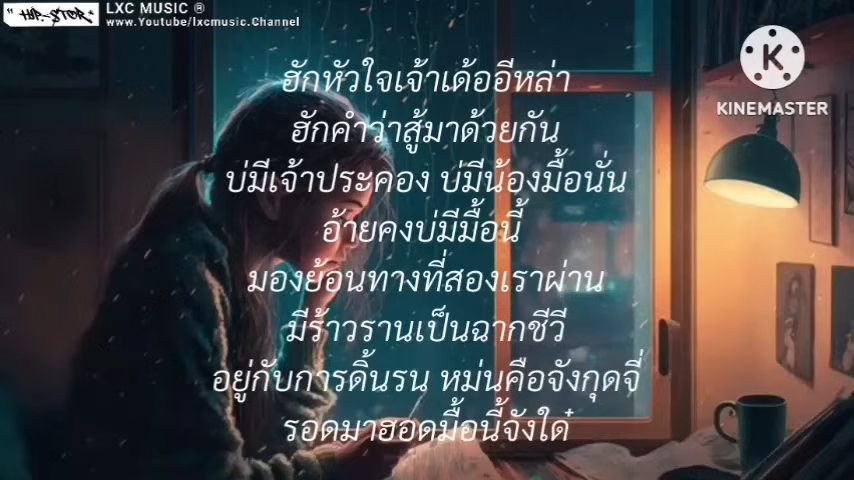 "HIP-STOR"
LXC MUSIC ®
www.Youtube/lxcmusic.Channel
K
KINEMASTER
ฮักหัวใจเจ้าเด้ออีหล่า
ฮักคำว่าสู้มาด้วยกัน
บ่มีเจ้าประคอง บ่มีน้องมื้อนั่น
อ้ายคงบ่มีมื้อนี้
มองย้อนทางที่สองเราผ่าน
มีร้าวรานเป็นฉากชีวี
อยู่กับการดิ้นรน หม่นคือจังกุดจี่
รอดมาฮอดมื้อนี้จังใด๋